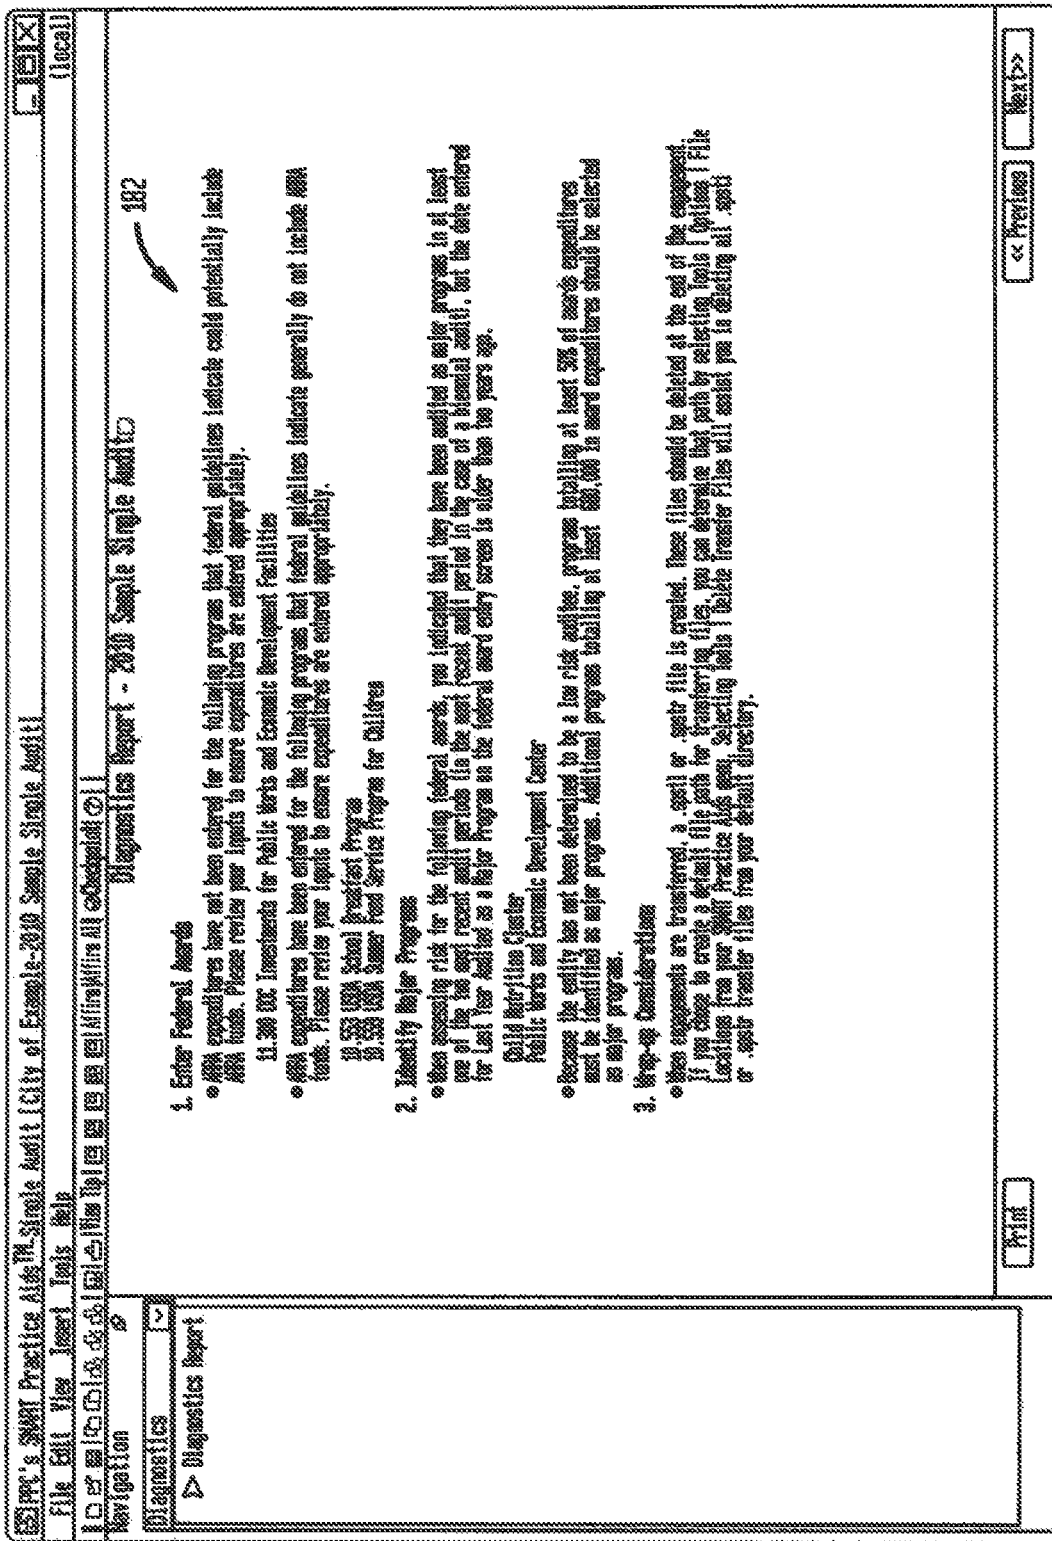 PPC's SMART Practice Aids™-Single Audit [City of Example-2010 Sample Single Audit]
File Edit View Insert Tools Help (local)
View Tip Affirm Affirm All Checkpoint
Navigation
Diagnostics
Diagnostics Report
Diagnostics Report - 2010 Sample Single Audit
182
1. Enter Federal Awards
ARRA expenditures have not been entered for the following programs that federal guidelines indicate could potentially include
ARRA funds. Please review your inputs to ensure expenditures are entered appropriately.
11.300 DOC Investments for Public Works and Economic Development Facilities
ARRA expenditures have been entered for the following programs that federal guidelines indicate generally do not include ARRA
funds. Please review your inputs to ensure expenditures are entered appropriately.
10.553 USDA School Breakfast Program
10.559 USDA Summer Food Service Program for Children
2. Identify Major Programs
When assessing risk for the following federal awards, you indicated that they have been audited as major programs in at least
one of the two most recent audit periods (in the most recent audit period in the case of a biennial audit), but the date entered
for Last Year Audited as a Major Program on the federal award entry screen is older than two years ago.
Child Nutrition Cluster
Public Works and Economic Development Center
Because the entity has not been determined to be a low risk auditee, programs totalling at least 50% of awards expenditures
must be identified as major programs. Additional programs totalling at least in award expenditures should be selected
as major programs.
3. Wrap-up Considerations
When engagements are transferred, a or file is created. These files should be deleted at the end of the engagement.
If you chose to create a default file path for transferring files, you can determine that path by selecting Tools | Options | File
Locations from your SMART Practice Aids menu. Selecting Tools | Delete Transfer Files will assist you in deleting all
or transfer files from your default directory.
Print << Previous Next>>